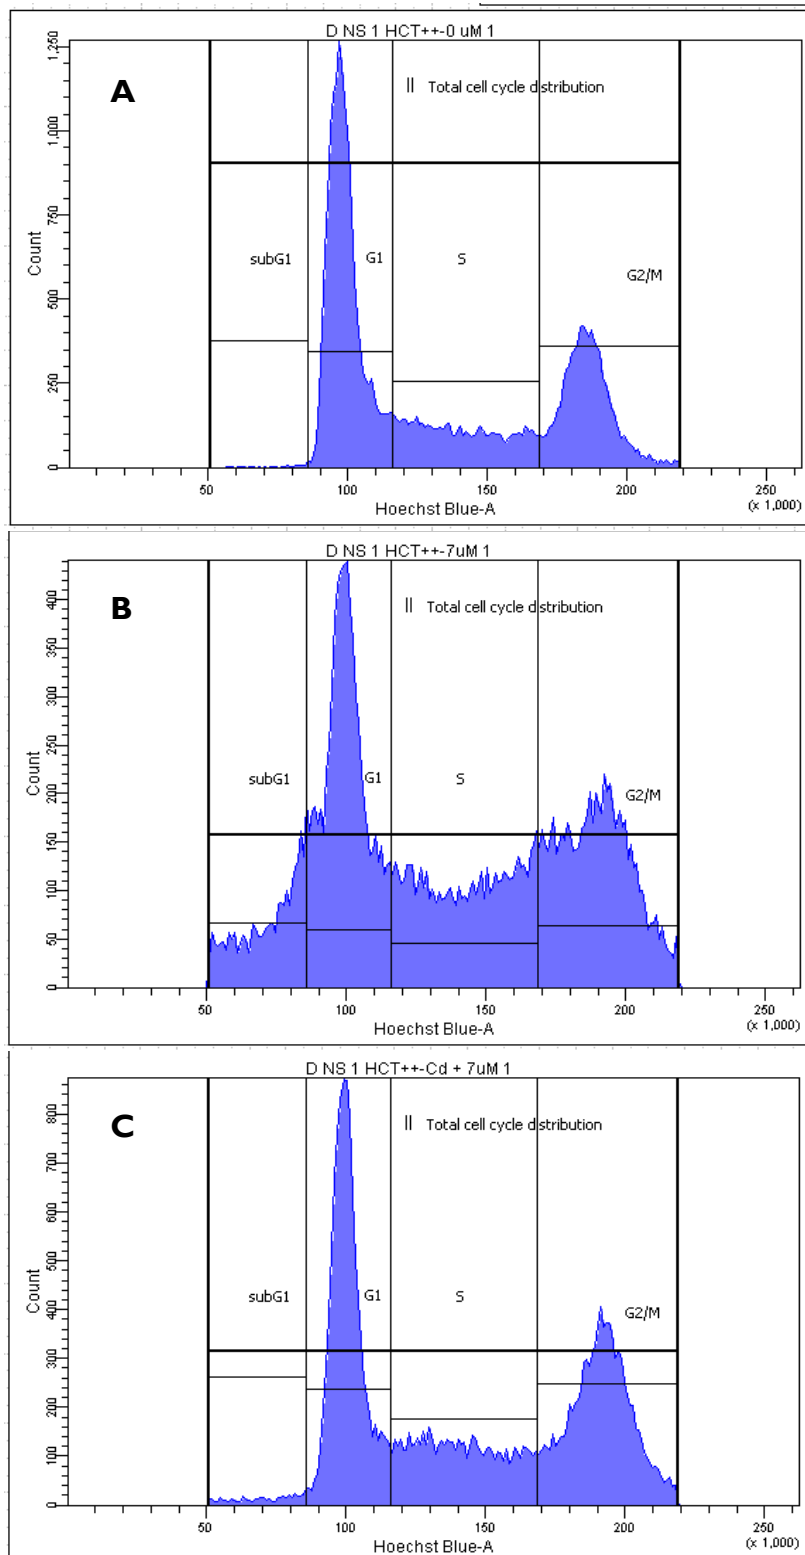 D NS 1 HCT++-0 uM 1
A
|| Total cell cycle distribution
subG1 G1 S G2/M
Count
0 250 500 750 1,000 1,250
50 100 150 200 250
Hoechst Blue-A
(x 1,000)
D NS 1 HCT++-7uM 1
B
|| Total cell cycle distribution
subG1 G1 S G2/M
Count
0 50 100 150 200 250 300 350 400
50 100 150 200 250
Hoechst Blue-A
(x 1,000)
D NS 1 HCT++-Cd + 7uM 1
C
|| Total cell cycle distribution
subG1 G1 S G2/M
Count
0 100 200 300 400 500 600 700 800
50 100 150 200 250
Hoechst Blue-A
(x 1,000)